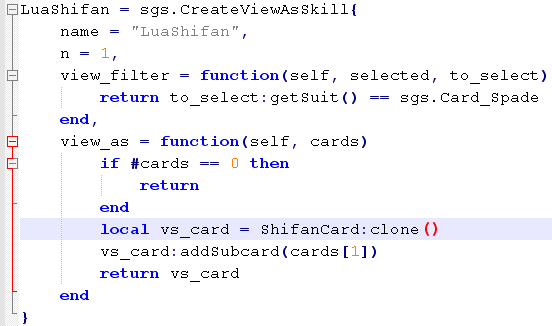 LuaShifan = sgs.CreateViewAsSkill{
    name = "LuaShifan",
    n = 1,
    view_filter = function(self, selected, to_select)
        return to_select:getSuit() == sgs.Card_Spade
    end,
    view_as = function(self, cards)
        if #cards == 0 then
            return
        end
        local vs_card = ShifanCard:clone()
        vs_card:addSubcard(cards[1])
        return vs_card
    end
}